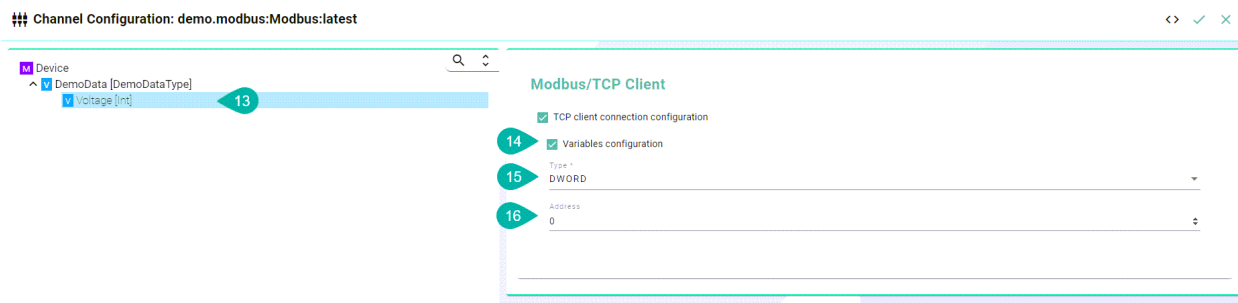 Channel Configuration: demo.modbus:Modbus:latest
M Device
V DemoData [DemoDataType]
V Voltage [Int]
13
Modbus/TCP Client
TCP client connection configuration
14
Variables configuration
Type *
15
DWORD
Address
16
0